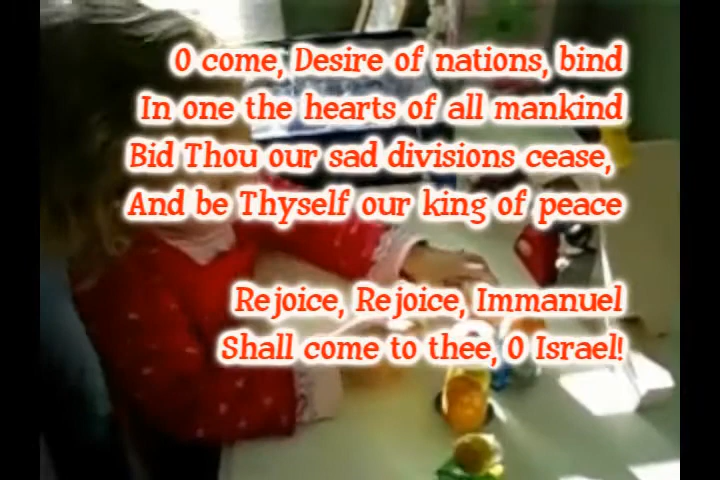 O come, Desire of nations, bind
In one the hearts of all mankind
Bid Thou our sad divisions cease,
And be Thyself our king of peace
Rejoice, Rejoice, Immanuel
Shall come to thee, O Israel!